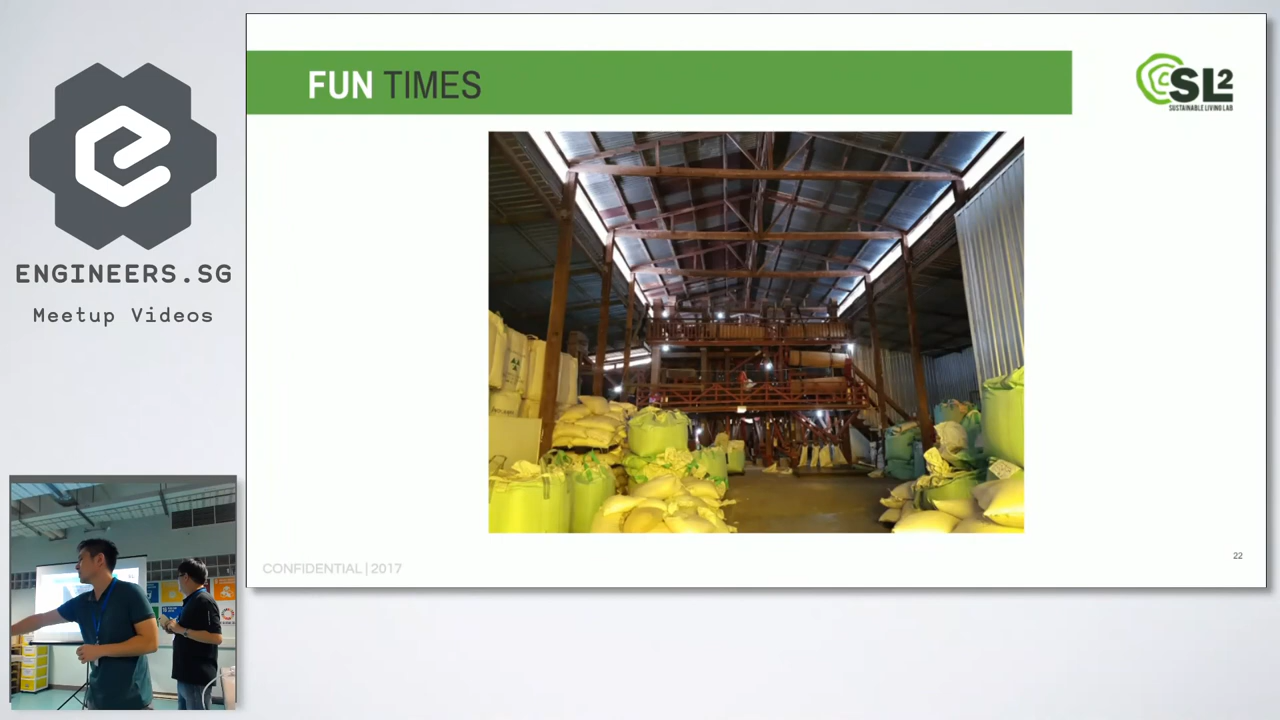 ENGINEERS.SG
Meetup Videos
FUN TIMES
SL2
SUSTAINABLE LIVING LAB
CONFIDENTIAL | 2017
22